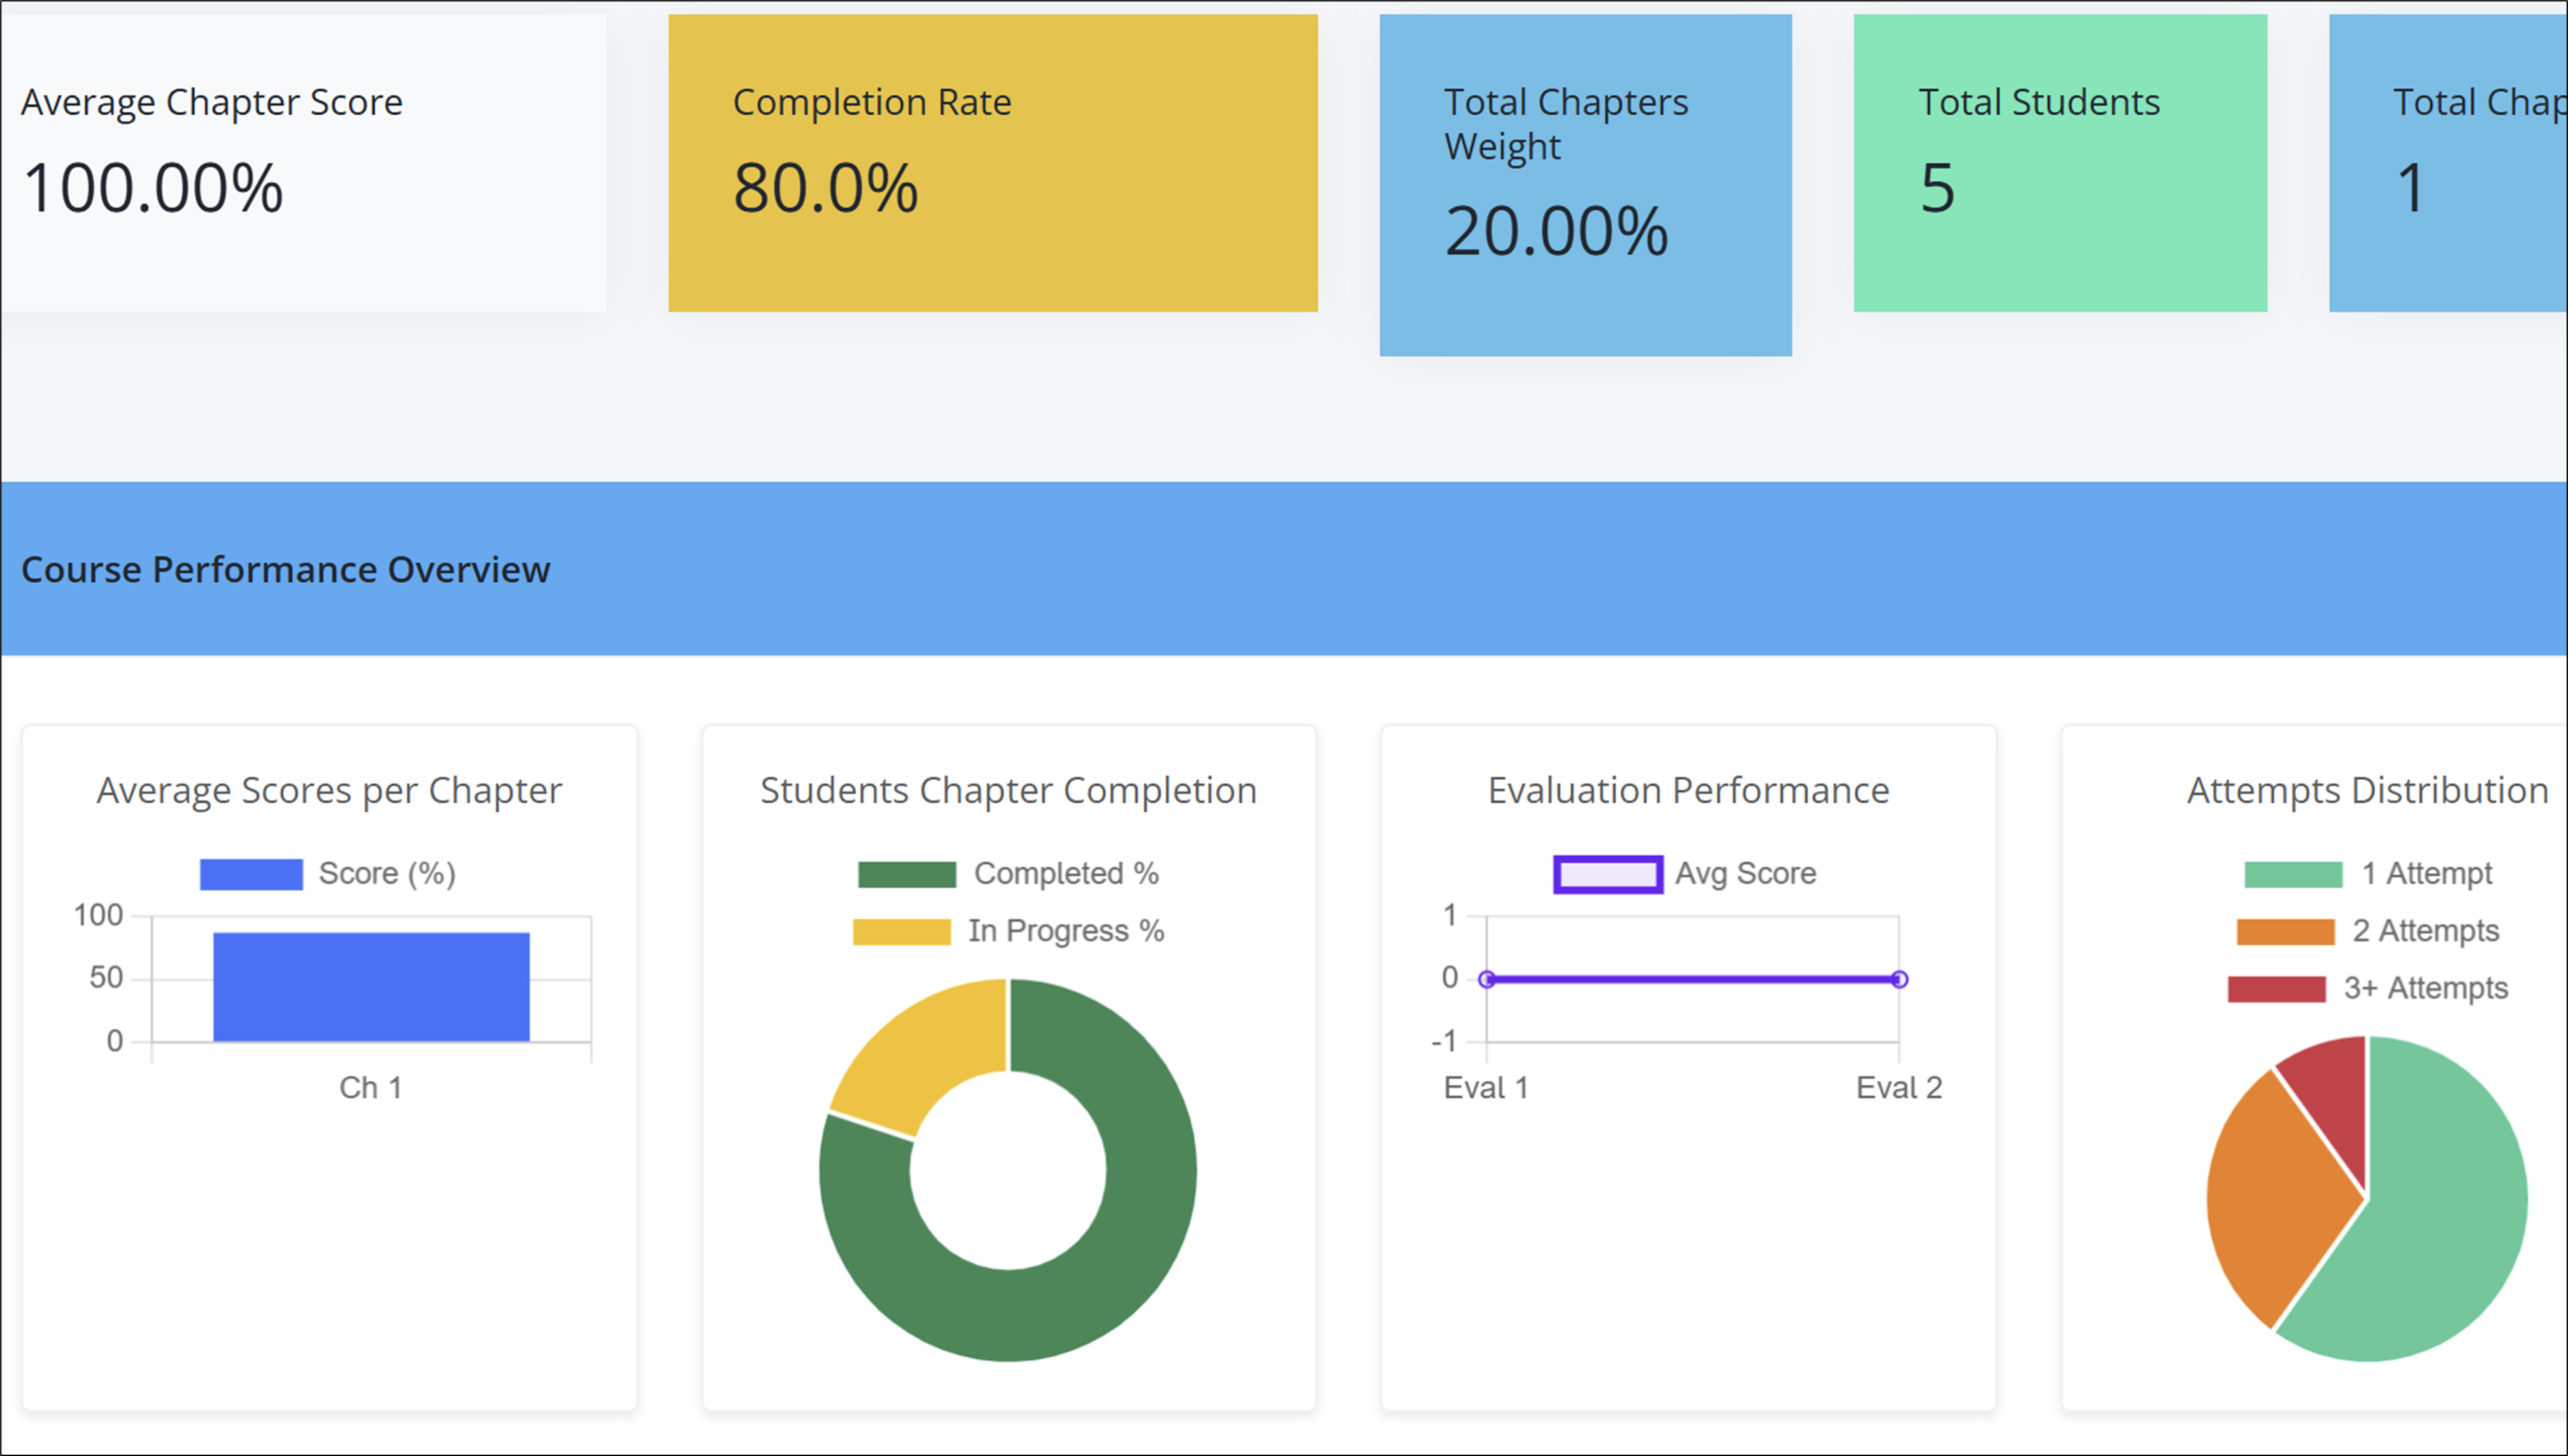 Average Chapter Score
100.00%
Completion Rate
80.0%
Total Chapters
Weight
20.00%
Total Students
5
Total Chap
1
Course Performance Overview
Average Scores per Chapter
Score (%)
100
50
0
Ch 1
Students Chapter Completion
Completed %
In Progress %
Evaluation Performance
Avg Score
1
0
-1
Eval 1
Eval 2
Attempts Distribution
1 Attempt
2 Attempts
3+ Attempts